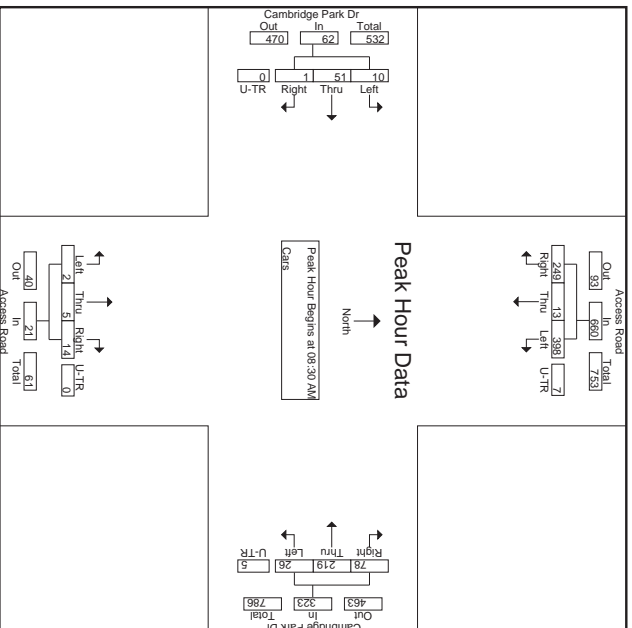 Cambridge Park Dr
Out In Total
470 62 532
0 1 51 10
U-TR Right Thru Left
Peak Hour Data
North
Peak Hour Begins at 08:30 AM
Cars
Access Road
Out In Total
93 660 753
249 13 398 7
Right Thru Left U-TR
Left Thru Right U-TR
2 5 14 0
Out In Total
40 21 61
Access Road
Right Thru Left U-TR
78 219 26 5
Out In Total
463 323 786
Cambridge Park Dr